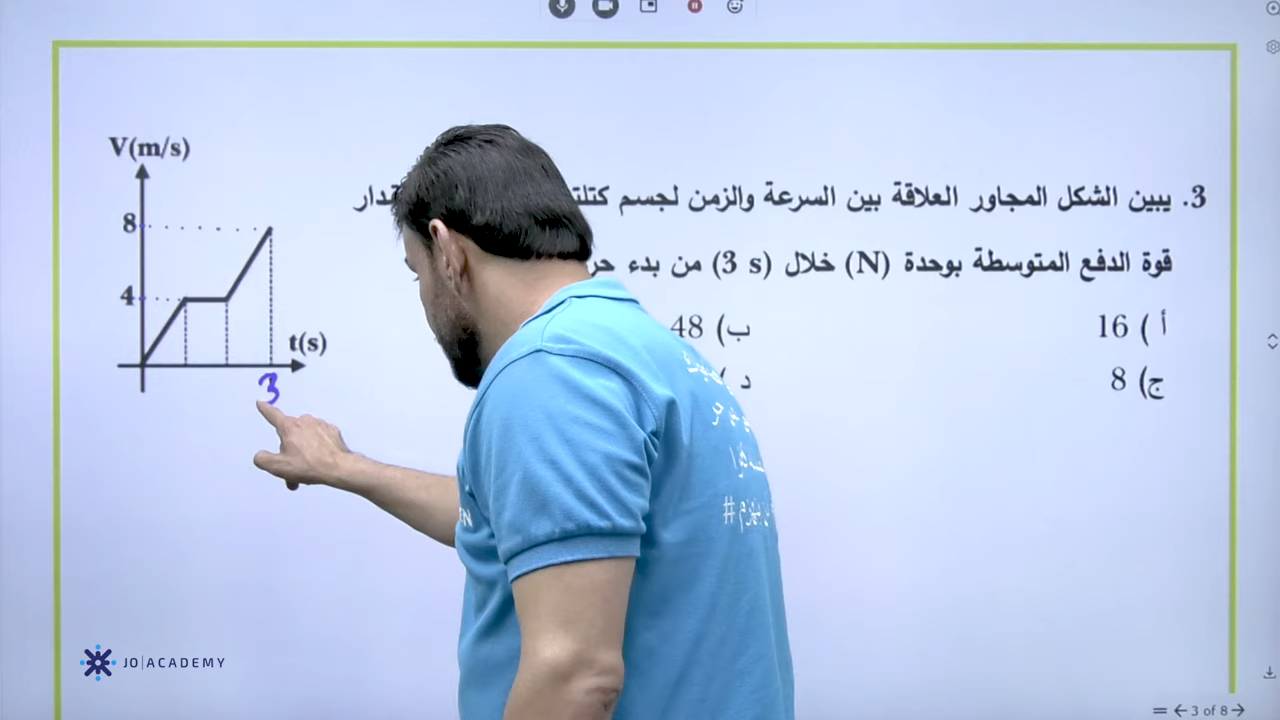 V(m/s)
8
4
t(s)
3
3. يبين الشكل المجاور العلاقة بين السرعة والزمن لجسم
قوة الدفع المتوسطة بوحدة (N) خلال (3 s) من بدء
أ ) 16
ب) 48
ج) 8
د
#
JO|ACADEMY
3 of 8